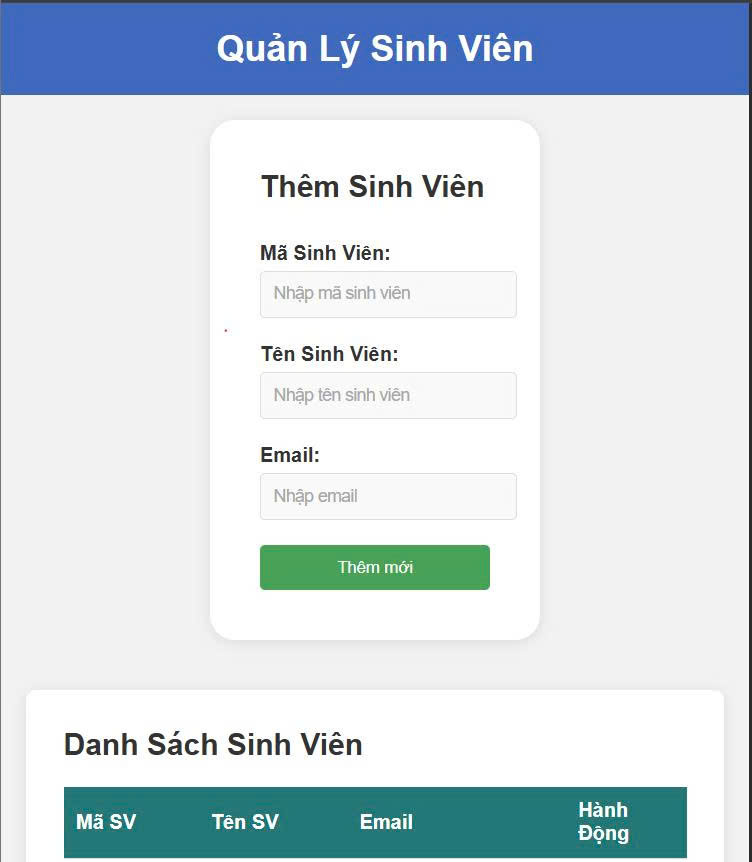 Quản Lý Sinh Viên
Thêm Sinh Viên
Mã Sinh Viên:
Nhập mã sinh viên
Tên Sinh Viên:
Nhập tên sinh viên
Email:
Nhập email
Thêm mới
Danh Sách Sinh Viên
Mã SV Tên SV Email Hành Động